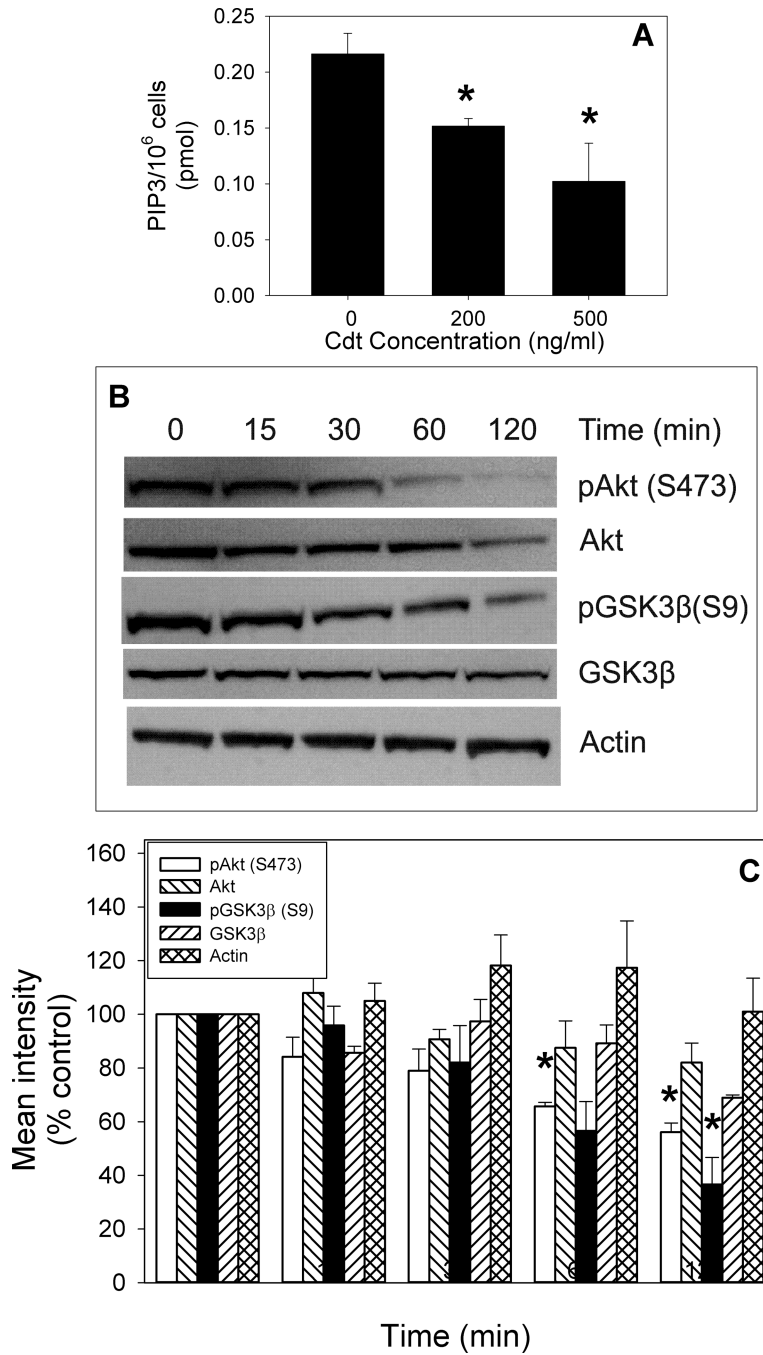 0.25
0.20
0.15
0.10
0.05
0.00
PIP3/10⁶ cells
(pmol)
A
*
*
0 200 500
Cdt Concentration (ng/ml)
B
0 15 30 60 120 Time (min)
pAkt (S473)
Akt
pGSK3β(S9)
GSK3β
Actin
C
160
140
120
100
80
60
40
20
0
Mean intensity
(% control)
pAkt (S473)
Akt
pGSK3β (S9)
GSK3β
Actin
*
*
*
Time (min)